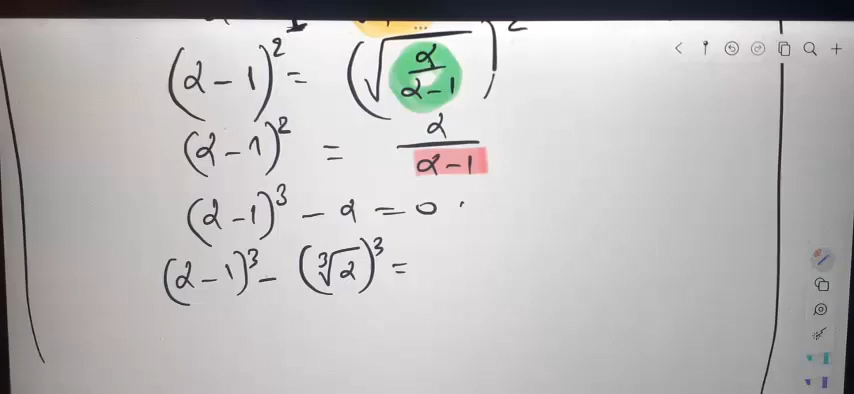 (α-1)² = (√(α/(α-1)))²
(α-1)² = α/(α-1)
(α-1)³ - α = 0
(α-1)³ - (∛α)³ =